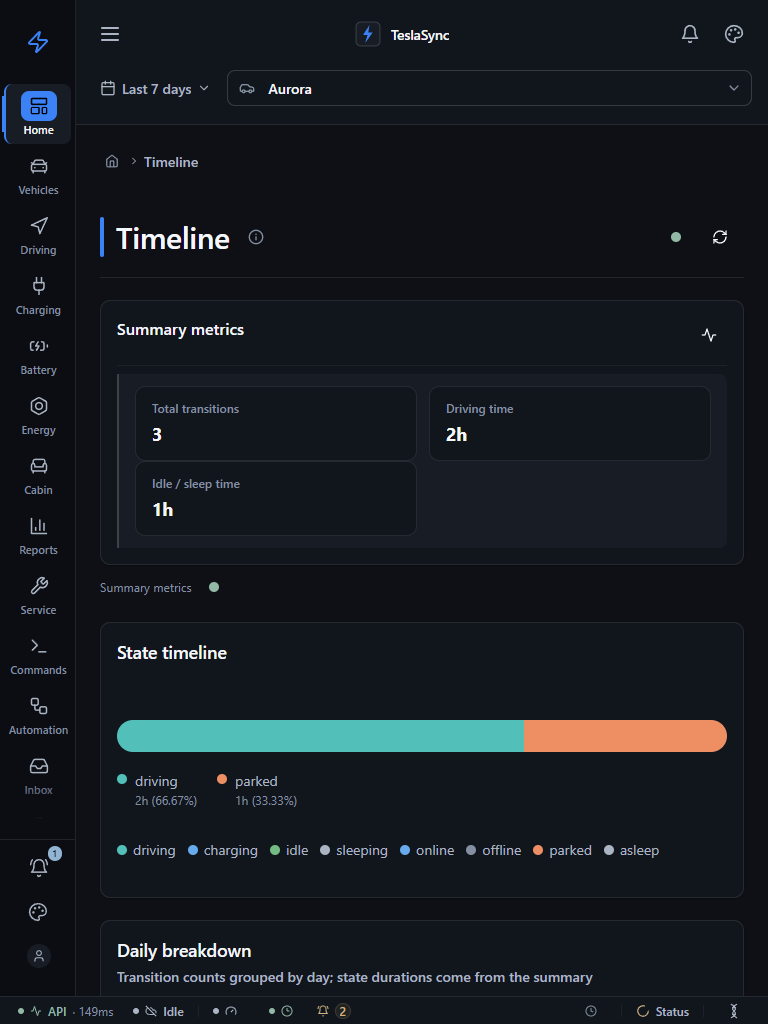 TeslaSync
Last 7 days
Aurora
Home
Vehicles
Driving
Charging
Battery
Energy
Cabin
Reports
Service
Commands
Automation
Inbox
1
Timeline
Timeline
Summary metrics
Total transitions
3
Driving time
2h
Idle / sleep time
1h
Summary metrics
State timeline
driving
2h (66.67%)
parked
1h (33.33%)
driving charging idle sleeping online offline parked asleep
Daily breakdown
Transition counts grouped by day; state durations come from the summary
API · 149ms Idle 2 Status